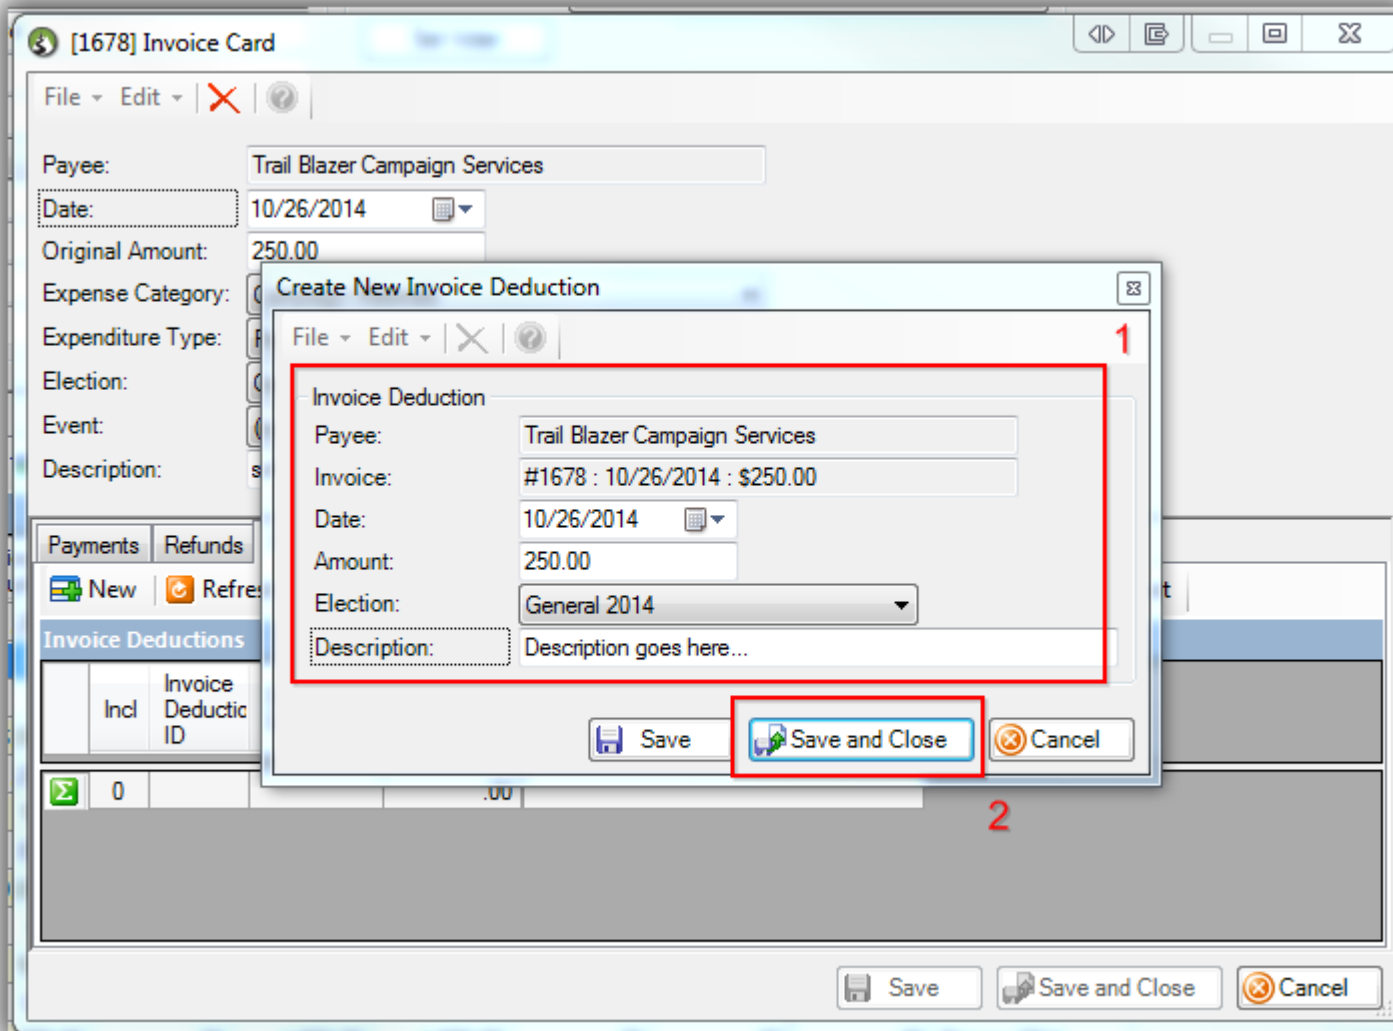 [1678] Invoice Card
File Edit
Payee: Trail Blazer Campaign Services
Date: 10/26/2014
Original Amount: 250.00
Expense Category:
Expenditure Type:
Election:
Event:
Description:
Create New Invoice Deduction
File Edit
1
Invoice Deduction
Payee: Trail Blazer Campaign Services
Invoice: #1678 : 10/26/2014 : $250.00
Date: 10/26/2014
Amount: 250.00
Election: General 2014
Description: Description goes here...
Save Save and Close Cancel
2
Payments Refunds
New Refre
Invoice Deductions
Incl
Invoice
Deductic
ID
Σ 0 .00
Save Save and Close Cancel